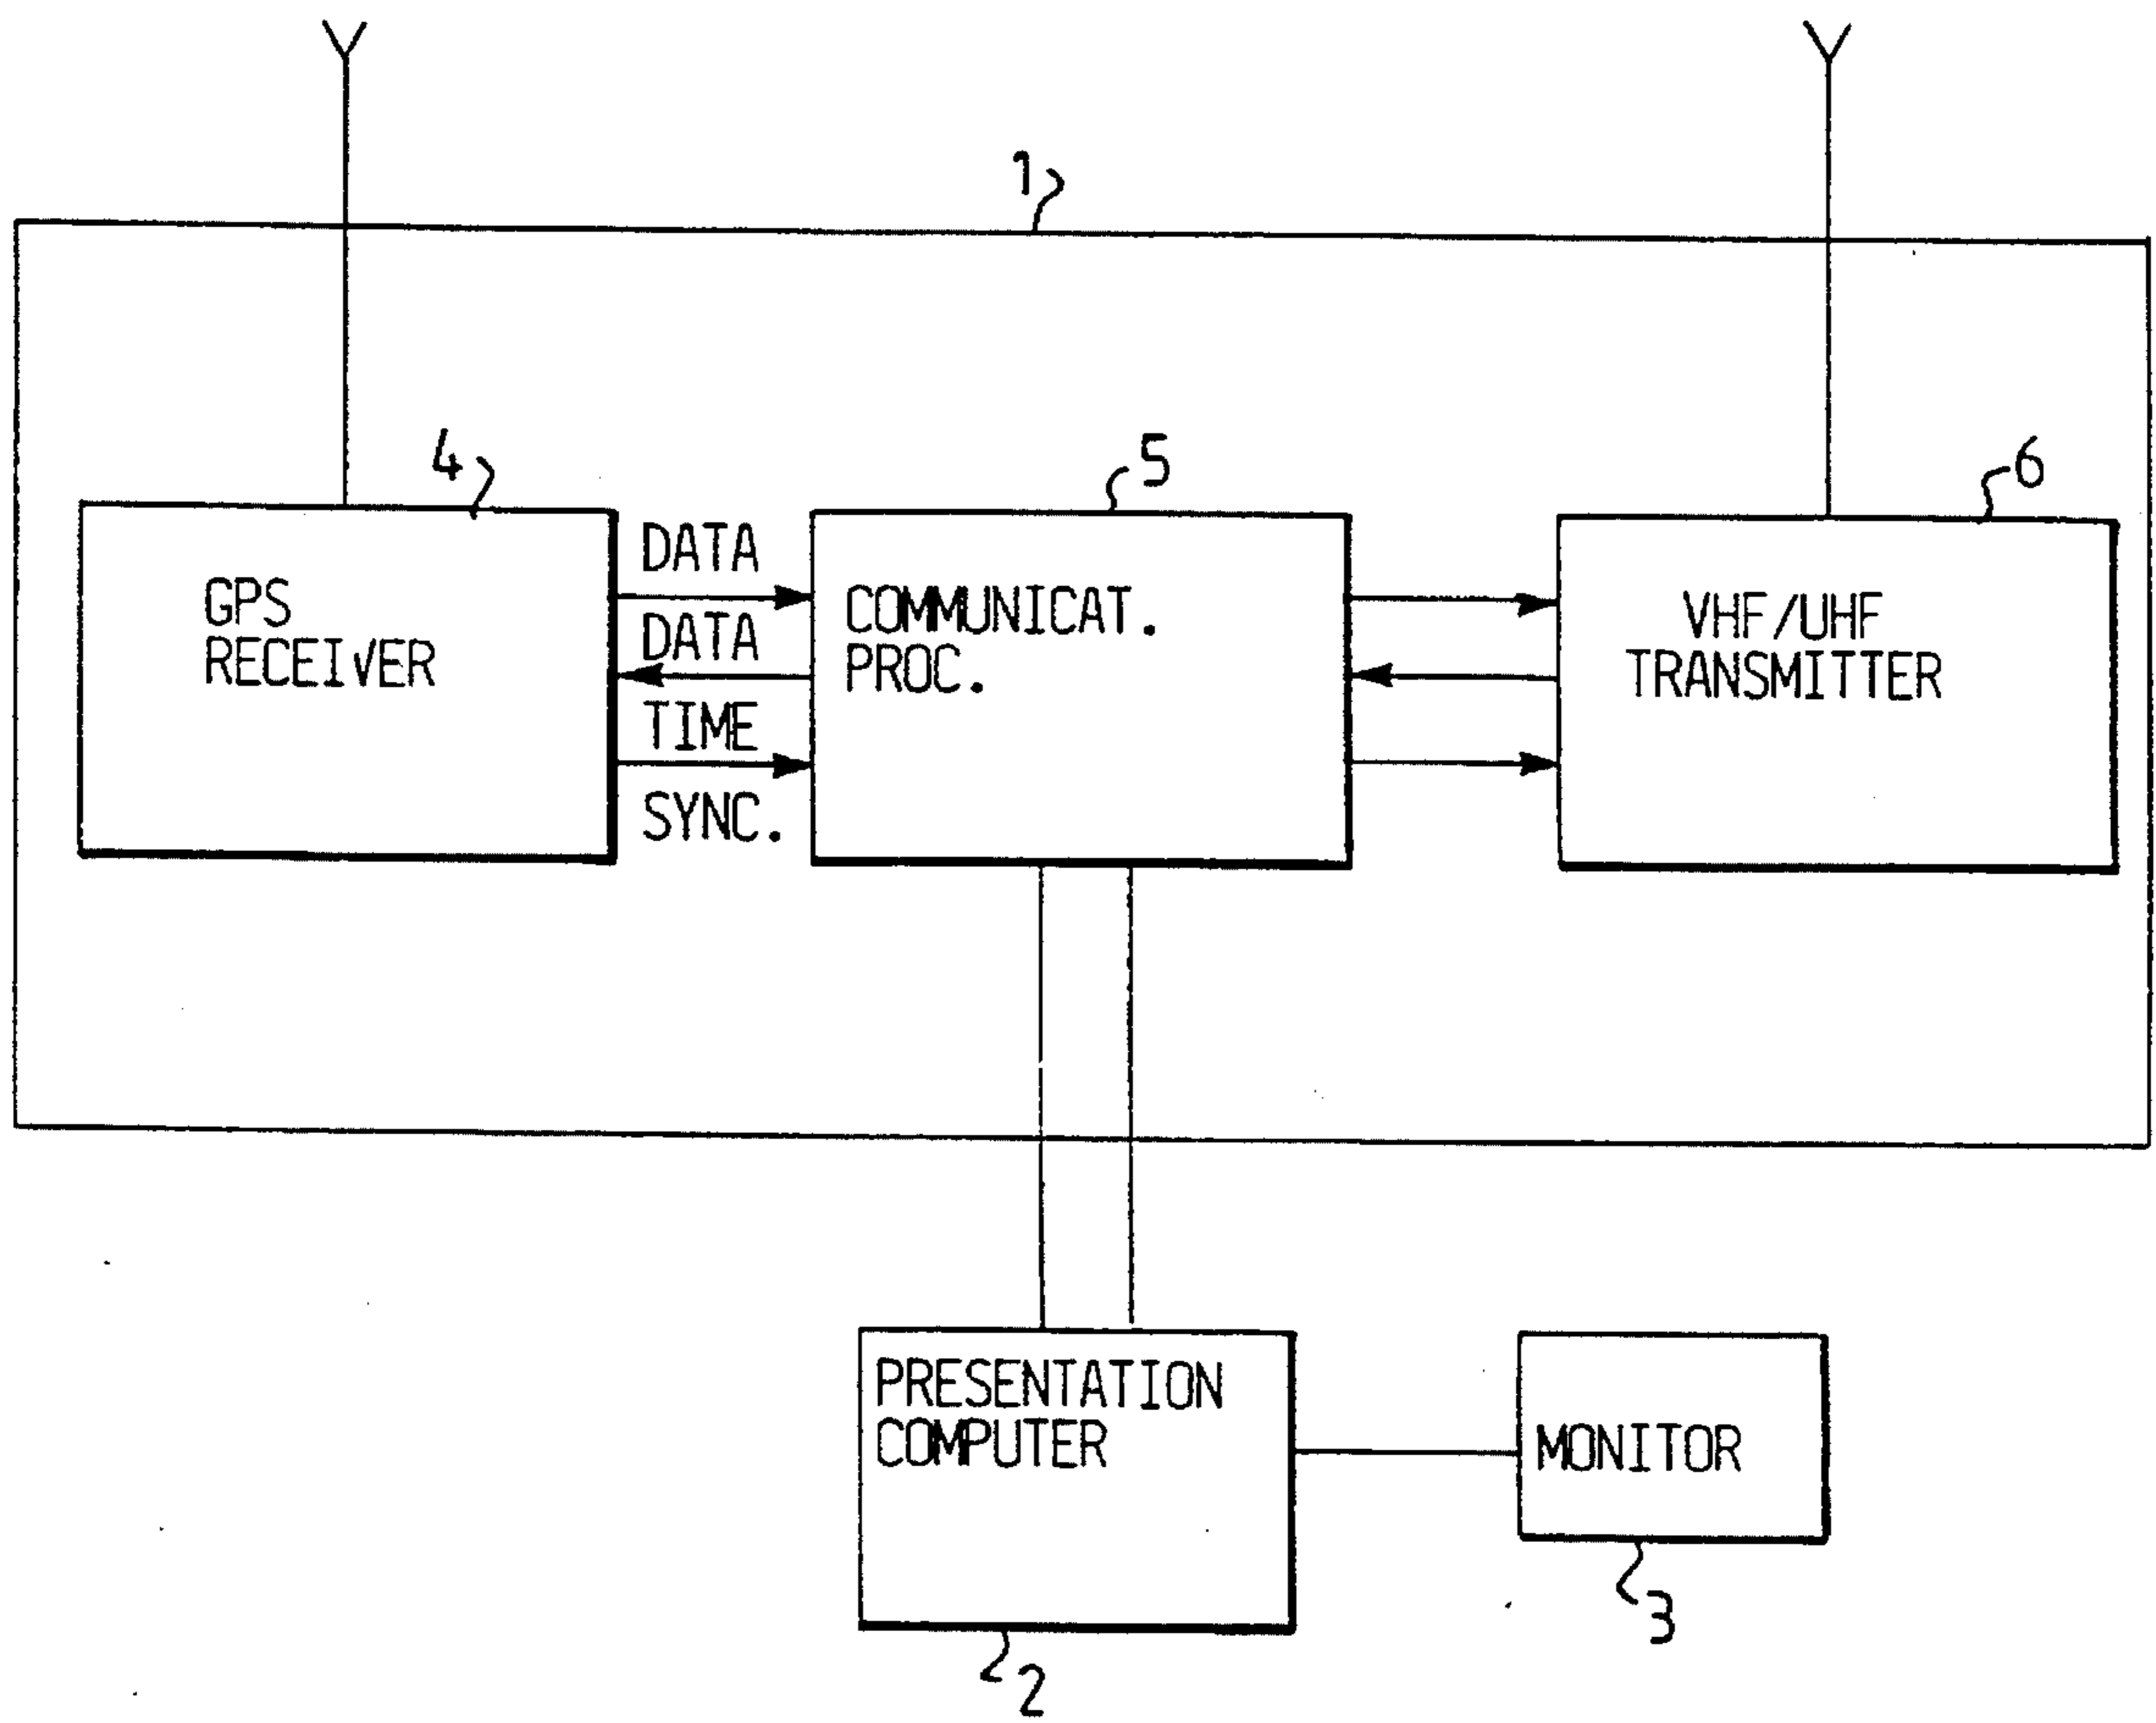 1
4
5
6
GPS
RECEIVER
DATA
DATA
TIME
SYNC.
COMMUNICAT.
PROC.
VHF/UHF
TRANSMITTER
PRESENTATION
COMPUTER
MONITOR
3
2